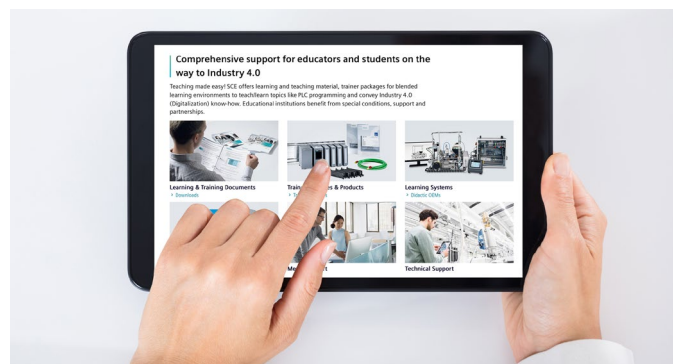 Comprehensive support for educators and students on the
way to Industry 4.0
Teaching made easy! SCE offers learning and teaching material, trainer packages for blended
learning environments to teach/learn topics like PLC programming and convey Industry 4.0
(Digitalization) know-how. Educational institutions benefit from special conditions, support and
partnerships.
Learning & Training Documents
Downloads
& Products
Learning Systems
Didactic OEMs
Technical Support